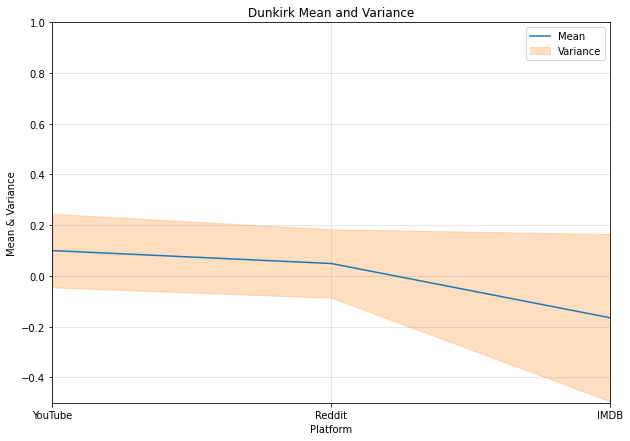 Dunkirk Mean and Variance
1.0
Mean
Variance
0.8
0.6
0.4
0.2
0.0
−0.2
−0.4
Mean & Variance
YouTube
Reddit
IMDB
Platform